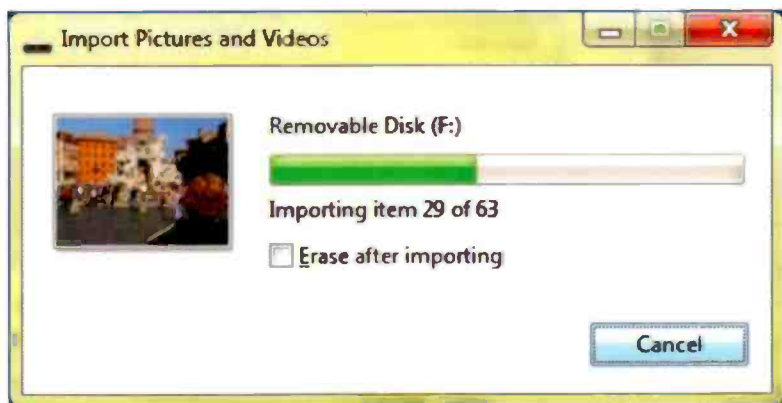 Import Pictures and Videos
Removable Disk (F:)
Importing item 29 of 63
Erase after importing
Cancel